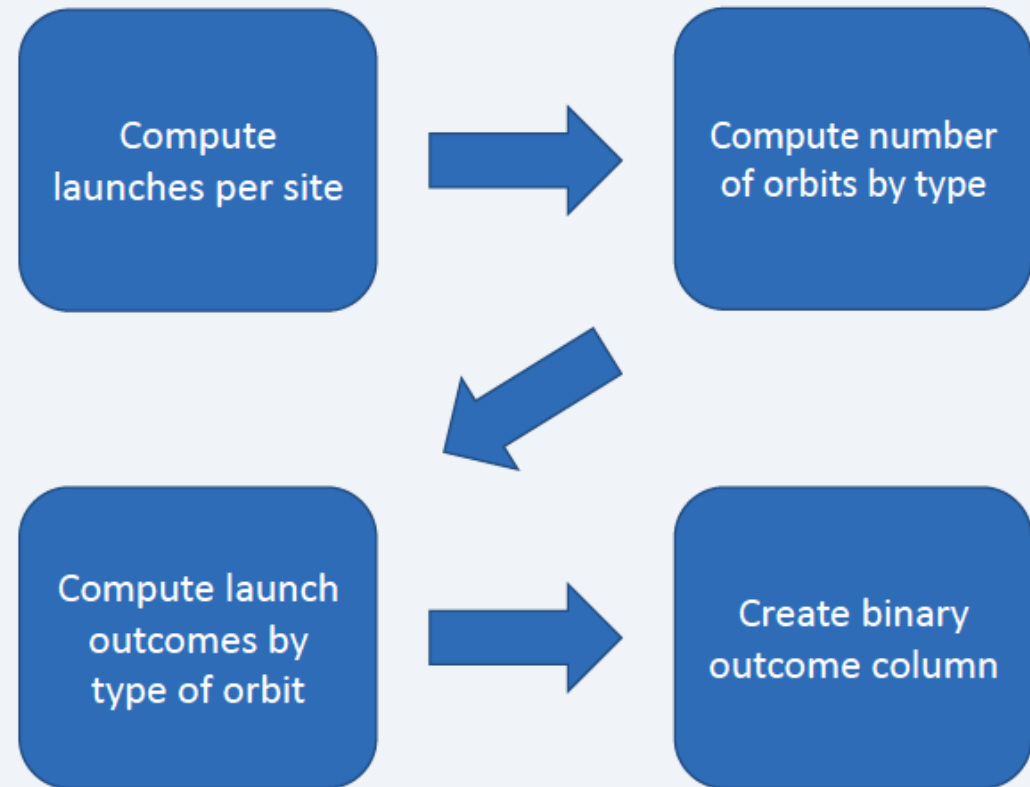 Compute
launches per site
Compute number
of orbits by type
Compute launch
outcomes by
type of orbit
Create binary
outcome column